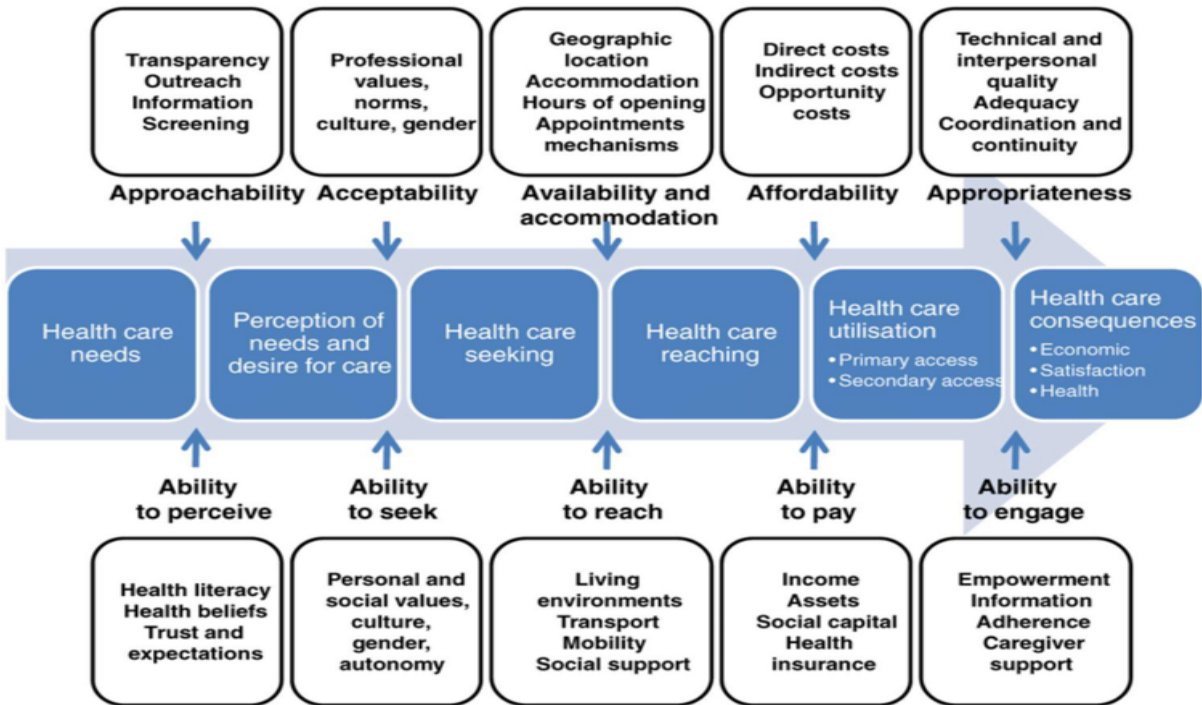 Transparency
Outreach
Information
Screening
Professional
values,
norms,
culture, gender
Geographic
location
Accommodation
Hours of opening
Appointments
mechanisms
Direct costs
Indirect costs
Opportunity
costs
Technical and
interpersonal
quality
Adequacy
Coordination and
continuity
Approachability
Acceptability
Availability and
accommodation
Affordability
Appropriateness
Health care
needs
Perception of
needs and
desire for care
Health care
seeking
Health care
reaching
Health care
utilisation
• Primary access
• Secondary access
Health care
consequences
• Economic
• Satisfaction
• Health
Ability
to perceive
Ability
to seek
Ability
to reach
Ability
to pay
Ability
to engage
Health literacy
Health beliefs
Trust and
expectations
Personal and
social values,
culture,
gender,
autonomy
Living
environments
Transport
Mobility
Social support
Income
Assets
Social capital
Health
insurance
Empowerment
Information
Adherence
Caregiver
support